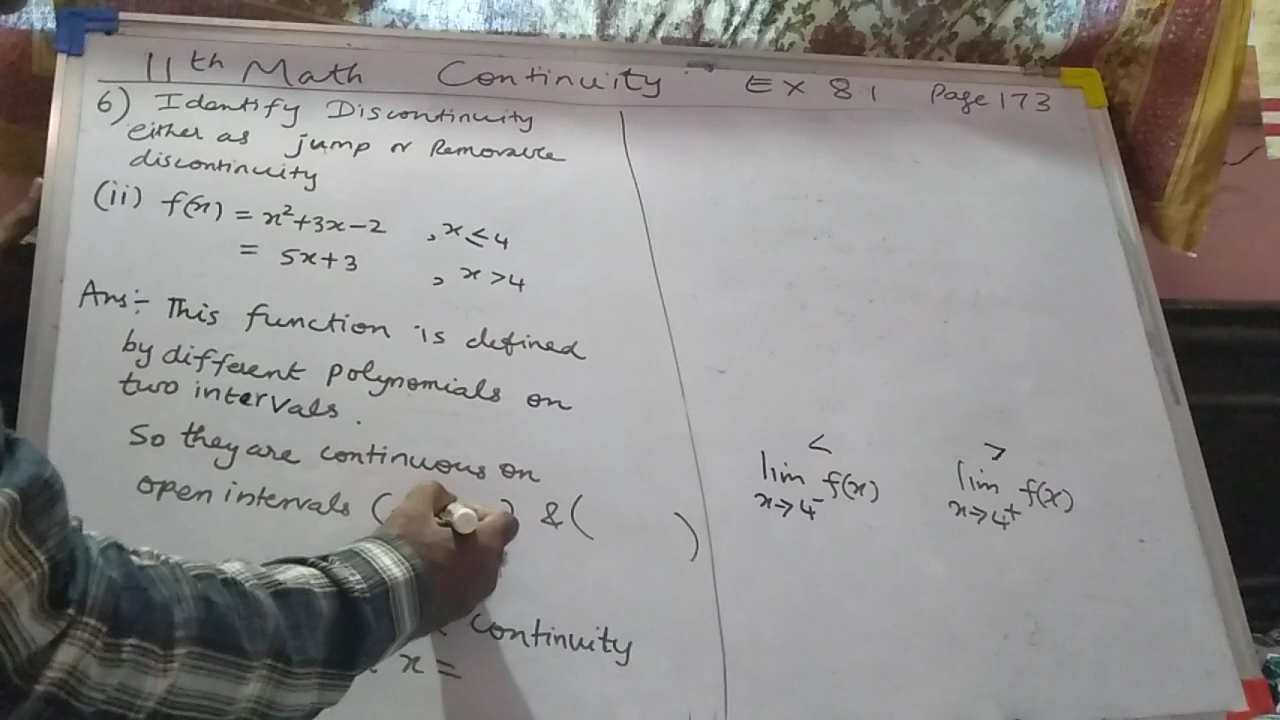 11th Math Continuity Ex 8.1 Page 173
6) Identify Discontinuity
either as jump or Removable
discontinuity
(ii) f(x) = x²+3x-2 , x≤4
= 5x+3 , x>4
Ans:- This function is defined
by different polynomials on
two intervals.
So they are continuous on
open intervals ( ) & ( )
continuity
x =
< >
lim f(x) lim f(x)
x→4⁻ x→4⁺